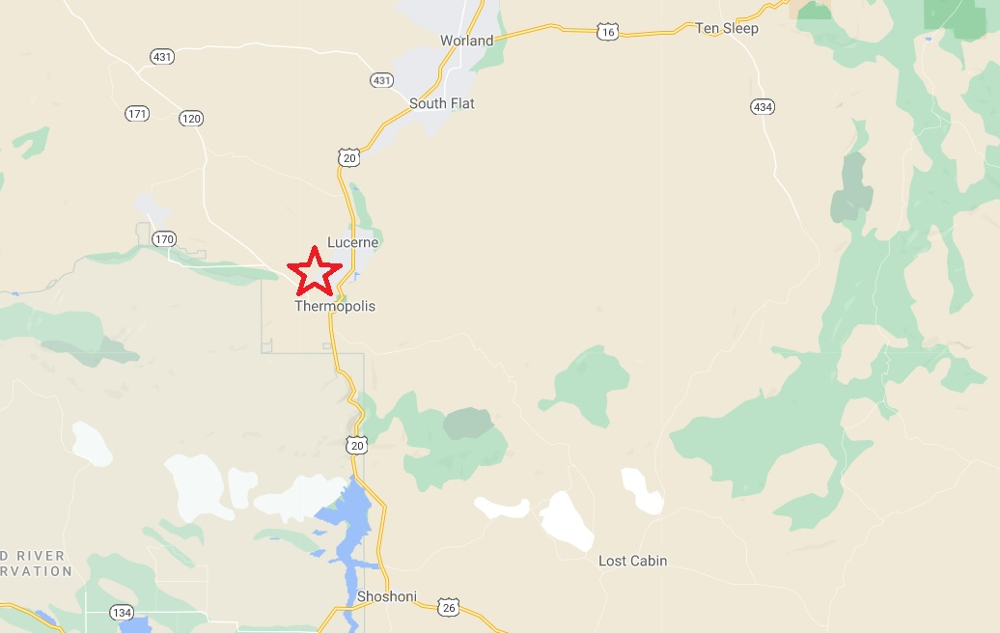 Ten Sleep
16
Worland
431
431
South Flat
434
171
120
20
170
Lucerne
Thermopolis
20
D RIVER
RVATION
Lost Cabin
Shoshoni
134
26